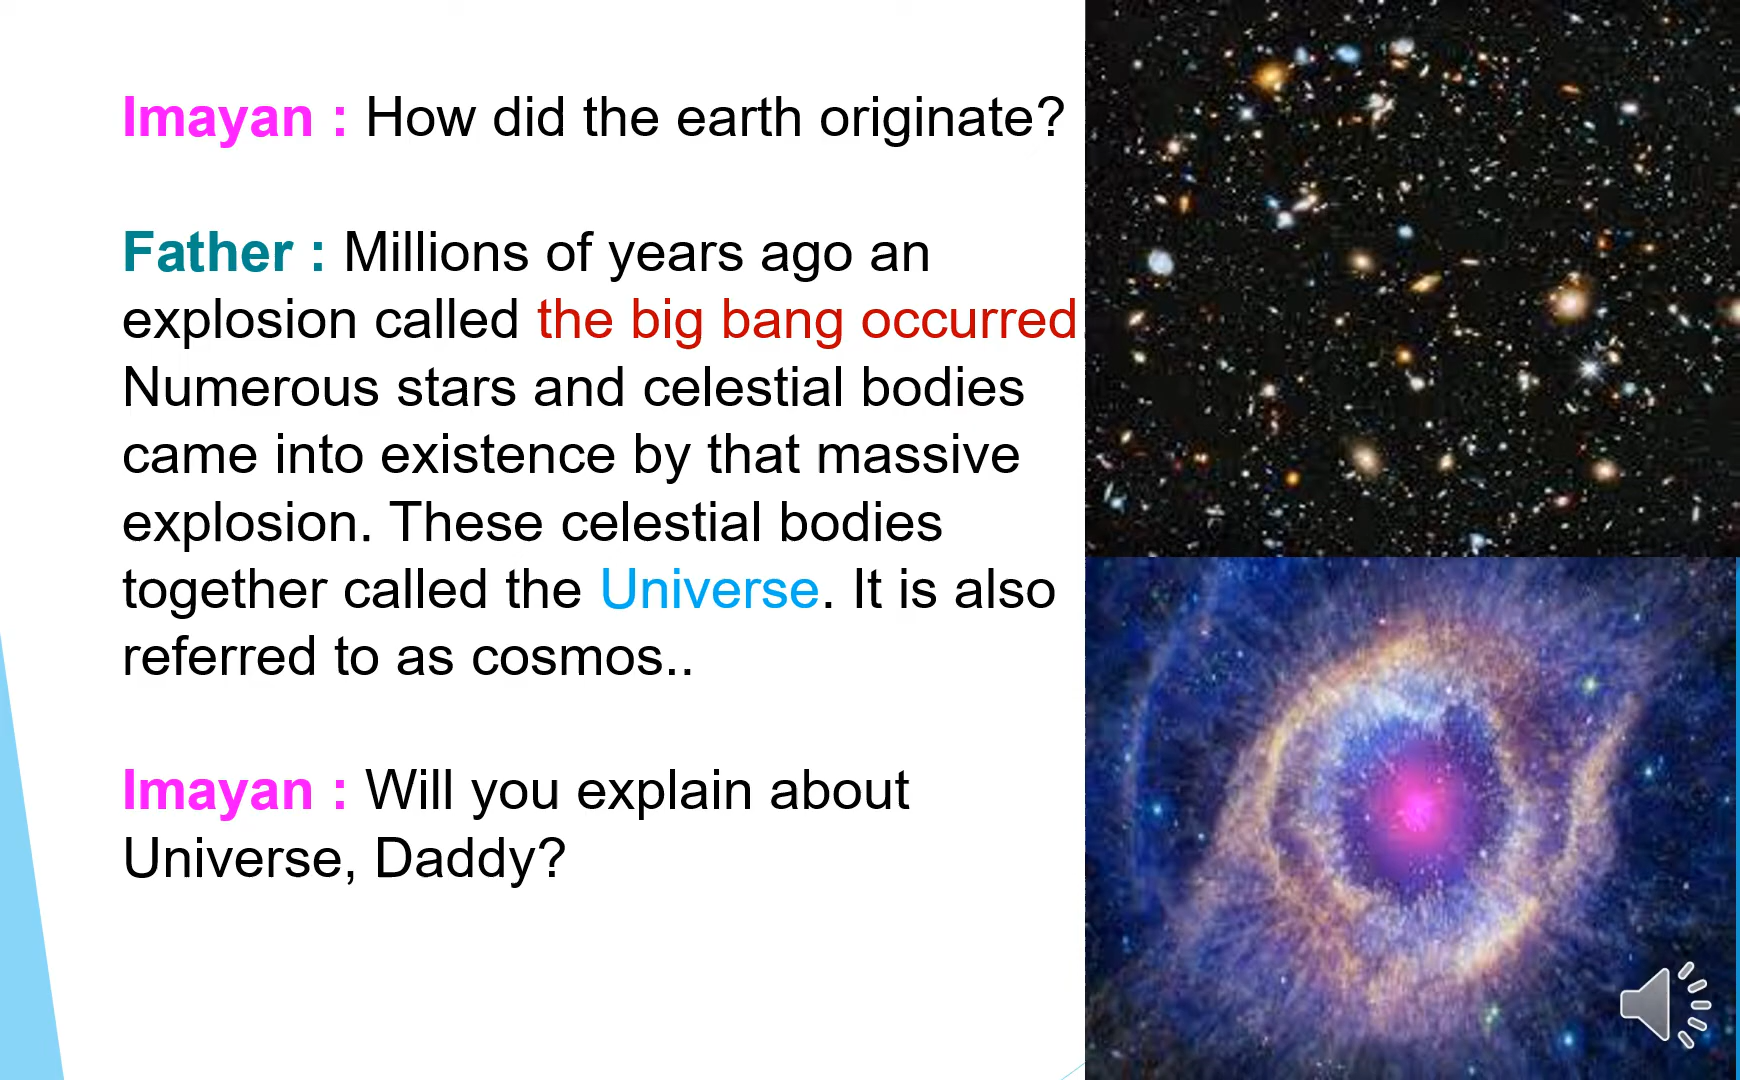 Imayan : How did the earth originate?
Father : Millions of years ago an
explosion called the big bang occurred
Numerous stars and celestial bodies
came into existence by that massive
explosion. These celestial bodies
together called the Universe. It is also
referred to as cosmos..
Imayan : Will you explain about
Universe, Daddy?